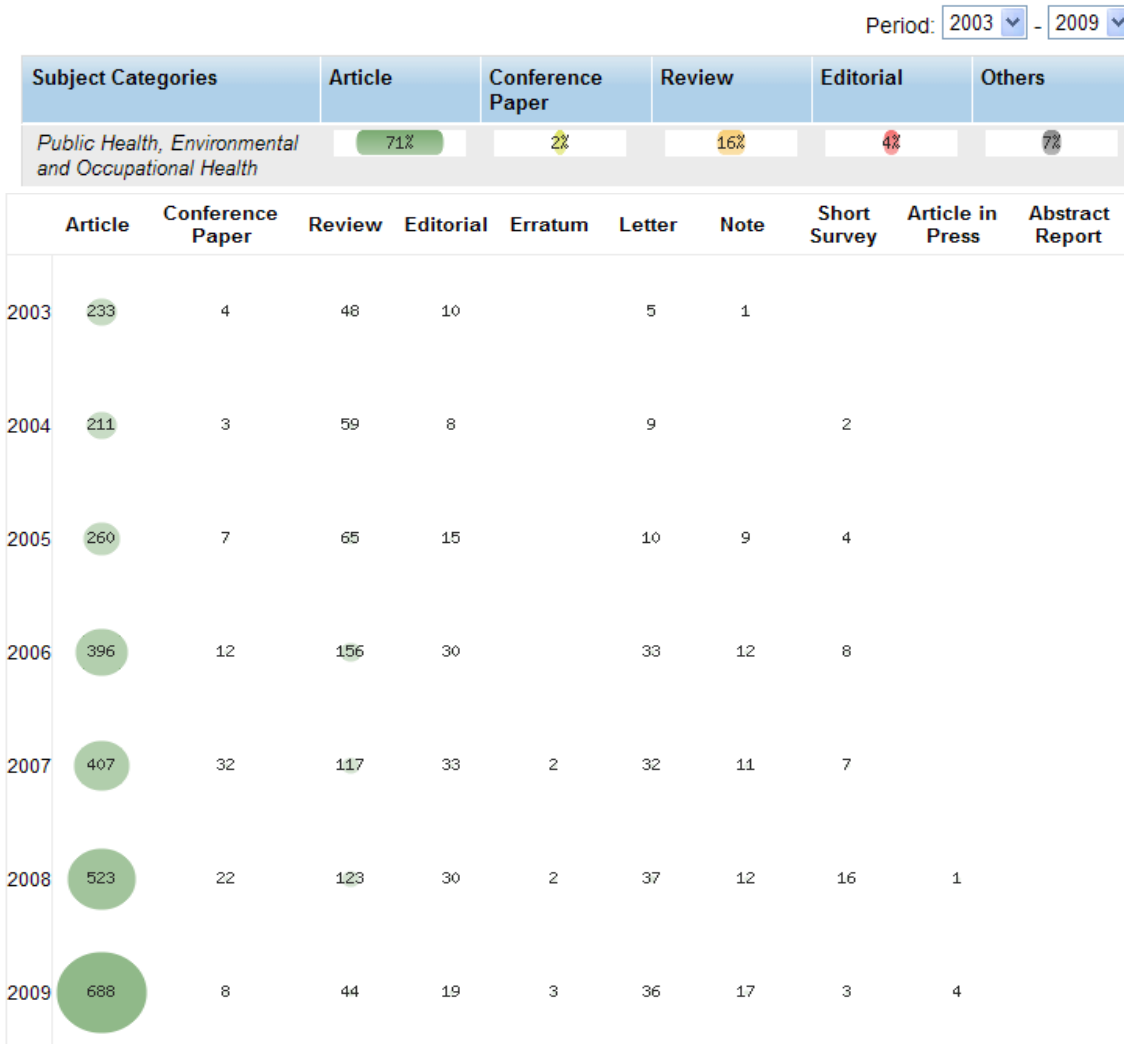 Period: 2003 - 2009
Subject Categories Article Conference Paper Review Editorial Others
Public Health, Environmental and Occupational Health 71% 2% 16% 4% 7%
Article Conference Paper Review Editorial Erratum Letter Note Short Survey Article in Press Abstract Report
2003 233 4 48 10 5 1
2004 211 3 59 8 9 2
2005 260 7 65 15 10 9 4
2006 396 12 156 30 33 12 8
2007 407 32 117 33 2 32 11 7
2008 523 22 123 30 2 37 12 16 1
2009 688 8 44 19 3 36 17 3 4